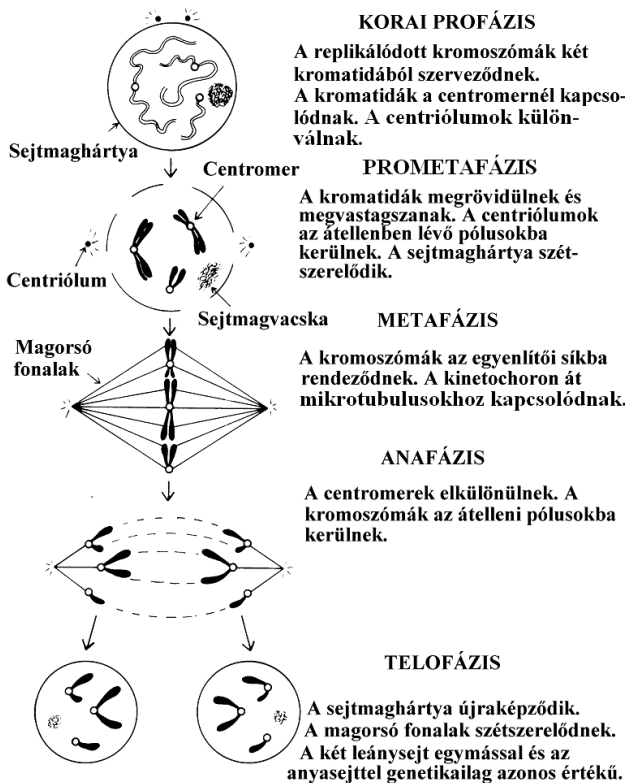 KORAI PROFÁZIS
A replikálódott kromoszómák két
kromatidából szerveződnek.
A kromatidák a centromernél kapcso-
lódnak. A centriólumok külön-
válnak.
Sejtmaghártya
Centromer
PROMETAFÁZIS
A kromatidák megrövidülnek és
megvastagszanak. A centriólumok
az átellenben lévő pólusokba
kerülnek. A sejtmaghártya szét-
szerelődik.
Centriólum
Sejtmagvacska
METAFÁZIS
Magorsó
fonalak
A kromoszómák az egyenlítői síkba
rendeződnek. A kinetochoron át
mikrotubulusokhoz kapcsolódnak.
ANAFÁZIS
A centromerek elkülönülnek. A
kromoszómák az átelleni pólusokba
kerülnek.
TELOFÁZIS
A sejtmaghártya újraképződik.
A magorsó fonalak szétszerelődnek.
A két leánysejt egymással és az
anyasejttel genetikailag azonos értékű.